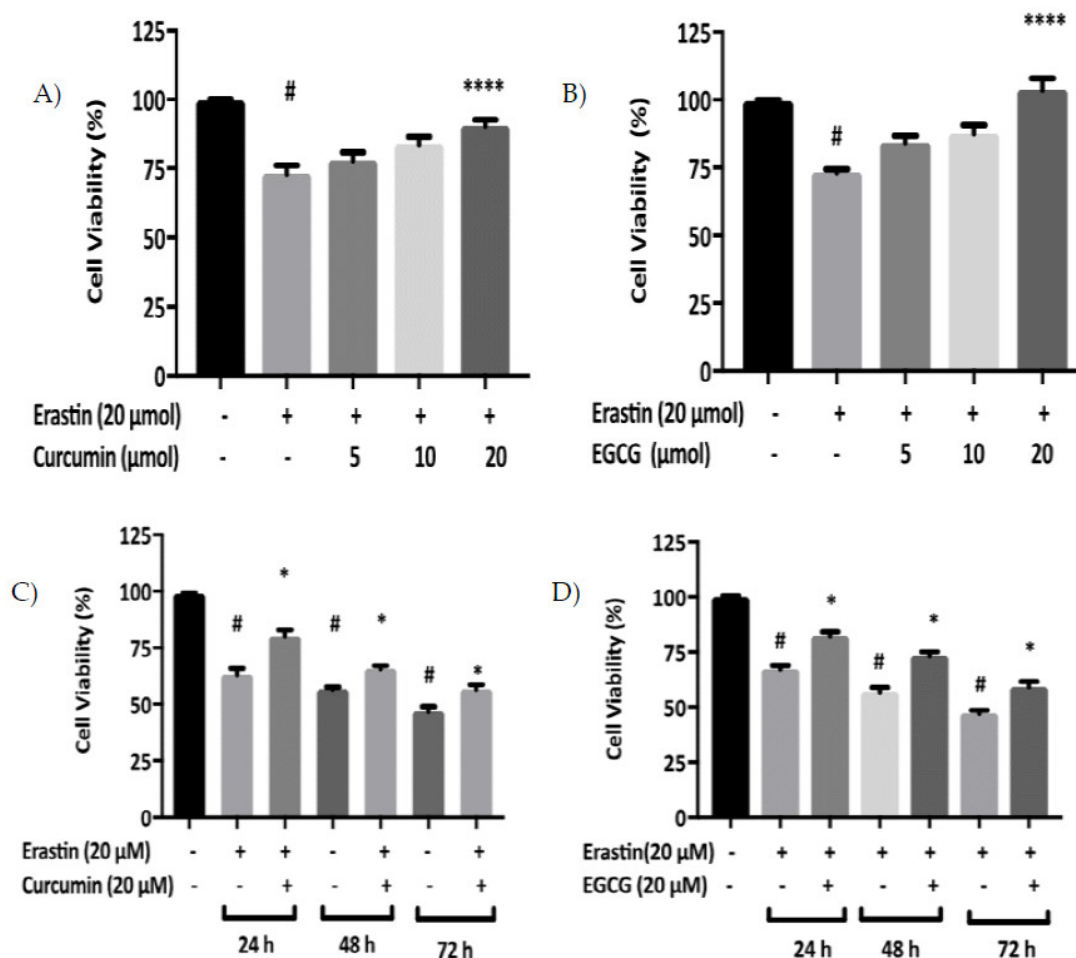 A)
Cell Viability (%)
125
100
75
50
25
0
#
****
Erastin (20 µmol) - + + + +
Curcumin (µmol) - - 5 10 20
B)
Cell Viability (%)
125
100
75
50
25
0
#
****
Erastin (20 µmol) - + + + +
EGCG (µmol) - - 5 10 20
C)
Cell Viability (%)
125
100
75
50
25
0
# * # * # *
Erastin (20 µM) - + + - + - +
Curcumin (20 µM) - - + - + - +
24 h 48 h 72 h
D)
Cell Viability (%)
125
100
75
50
25
0
# * # * # *
Erastin(20 µM) - + + + + + +
EGCG (20 µM) - - + - + - +
24 h 48 h 72 h